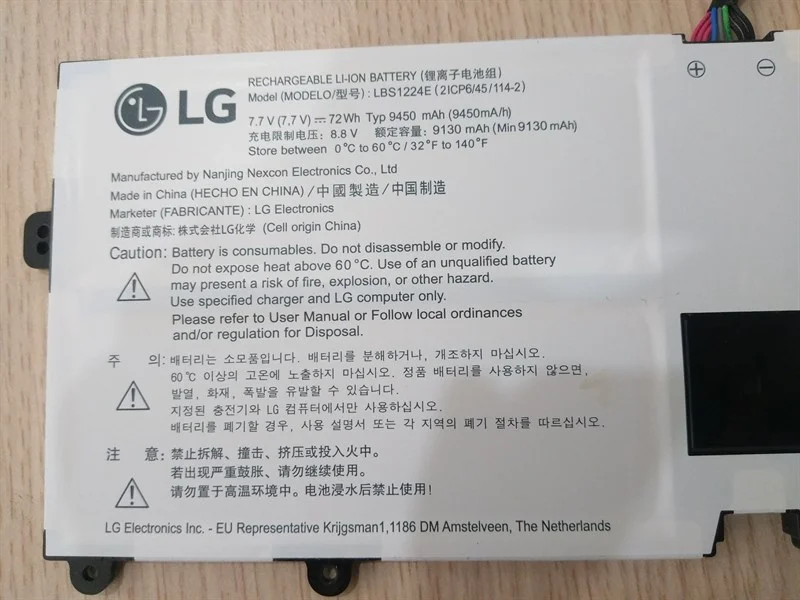 LG
RECHARGEABLE LI-ION BATTERY (锂离子电池组)
Model (MODELO/型号) : LBS1224E (2ICP6/45/114-2)
7.7 V (7,7 V) ⎓ 72 Wh Typ 9450 mAh (9450mA/h)
充电限制电压: 8.8 V 额定容量: 9130 mAh (Min 9130 mAh)
Store between 0°C to 60°C / 32°F to 140°F
Manufactured by Nanjing Nexcon Electronics Co., Ltd
Made in China (HECHO EN CHINA) /中國製造/中国制造
Marketer (FABRICANTE) : LG Electronics
制造商或商标: 株式会社LG化学 (Cell origin China)
Caution: Battery is consumables. Do not disassemble or modify.
Do not expose heat above 60°C. Use of an unqualified battery
may present a risk of fire, explosion, or other hazard.
Use specified charger and LG computer only.
Please refer to User Manual or Follow local ordinances
and/or regulation for Disposal.
주 의: 배터리는 소모품입니다. 배터리를 분해하거나, 개조하지 마십시오.
60℃ 이상의 고온에 노출하지 마십시오. 정품 배터리를 사용하지 않으면,
발열, 화재, 폭발을 유발할 수 있습니다.
지정된 충전기와 LG 컴퓨터에서만 사용하십시오.
배터리를 폐기할 경우, 사용 설명서 또는 각 지역의 폐기 절차를 따르십시오.
注 意: 禁止拆解、撞击、挤压或投入火中。
若出现严重鼓胀、请勿继续使用。
请勿置于高温环境中。电池浸水后禁止使用!
LG Electronics Inc. - EU Representative Krijgsman1,1186 DM Amstelveen, The Netherlands